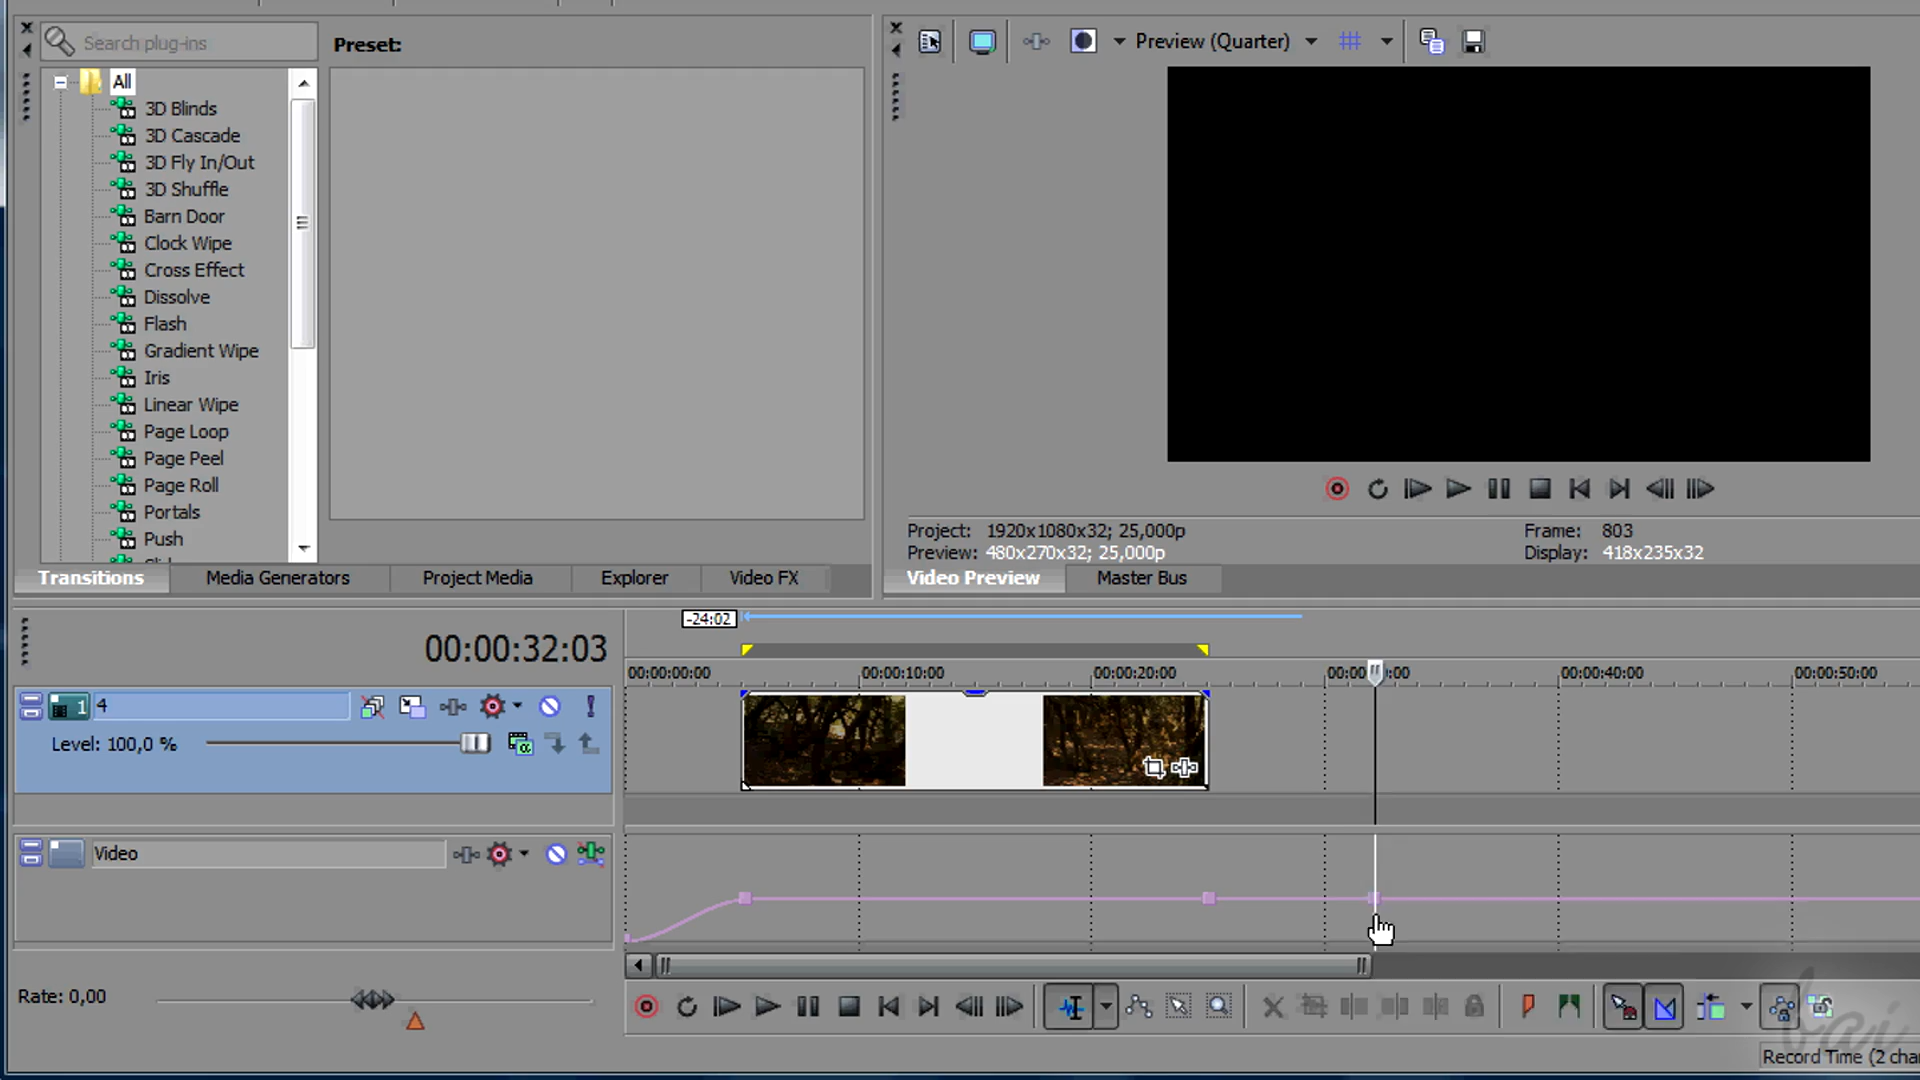 Search plug-ins
Preset:
Preview (Quarter)
All
3D Blinds
3D Cascade
3D Fly In/Out
3D Shuffle
Barn Door
Clock Wipe
Cross Effect
Dissolve
Flash
Gradient Wipe
Iris
Linear Wipe
Page Loop
Page Peel
Page Roll
Portals
Push
Project: 1920x1080x32; 25,000p
Frame: 803
Preview: 480x270x32; 25,000p
Display: 418x235x32
Transitions
Media Generators
Project Media
Explorer
Video FX
Video Preview
Master Bus
-24:02
00:00:32:03
00:00:00:00 00:00:10:00 00:00:20:00 00:00 :00 00:00:40:00 00:00:50:00
1 4
Level: 100,0 %
Video
Rate: 0,00
Record Time (2 cha